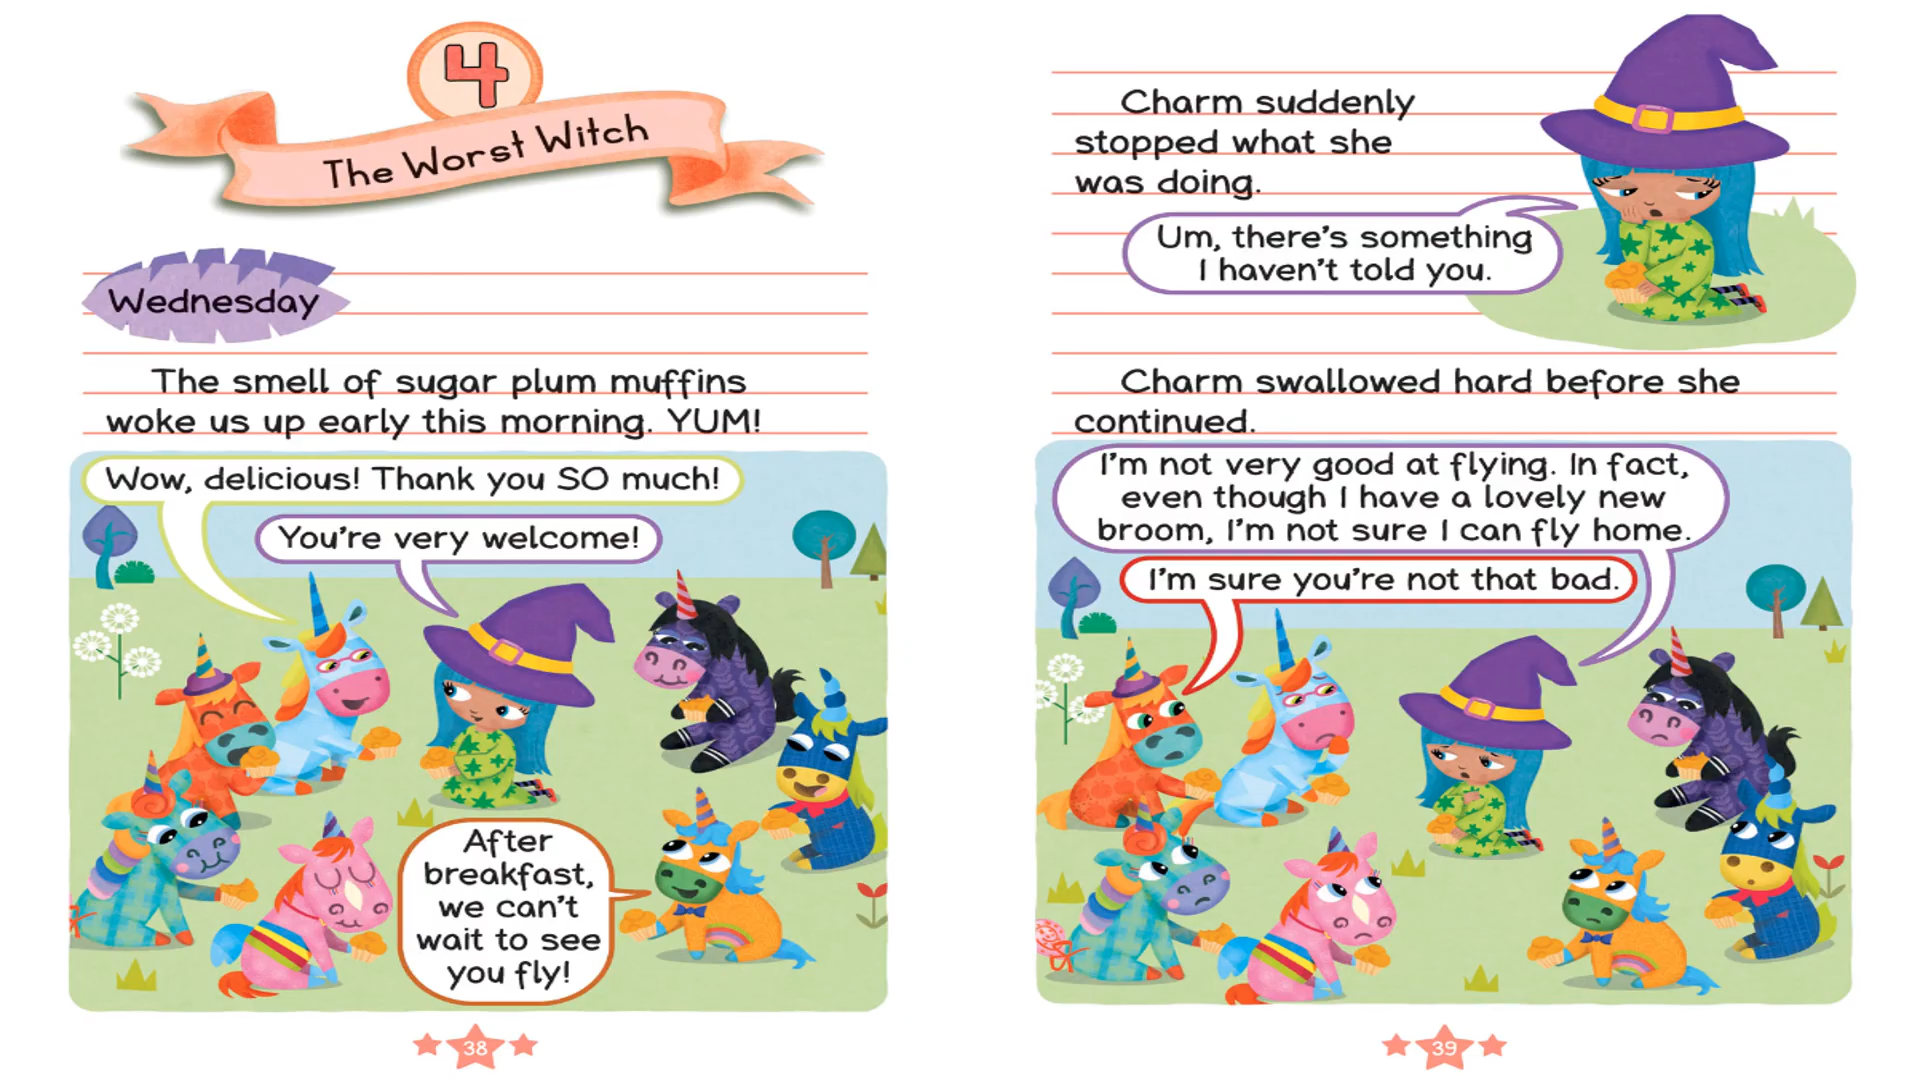 4
The Worst Witch
Wednesday
The smell of sugar plum muffins
woke us up early this morning. YUM!
Wow, delicious! Thank you SO much!
You're very welcome!
After
breakfast,
we can't
wait to see
you fly!
38
Charm suddenly
stopped what she
was doing.
Um, there's something
I haven't told you.
Charm swallowed hard before she
continued.
I'm not very good at flying. In fact,
even though I have a lovely new
broom, I'm not sure I can fly home.
I'm sure you're not that bad.
39